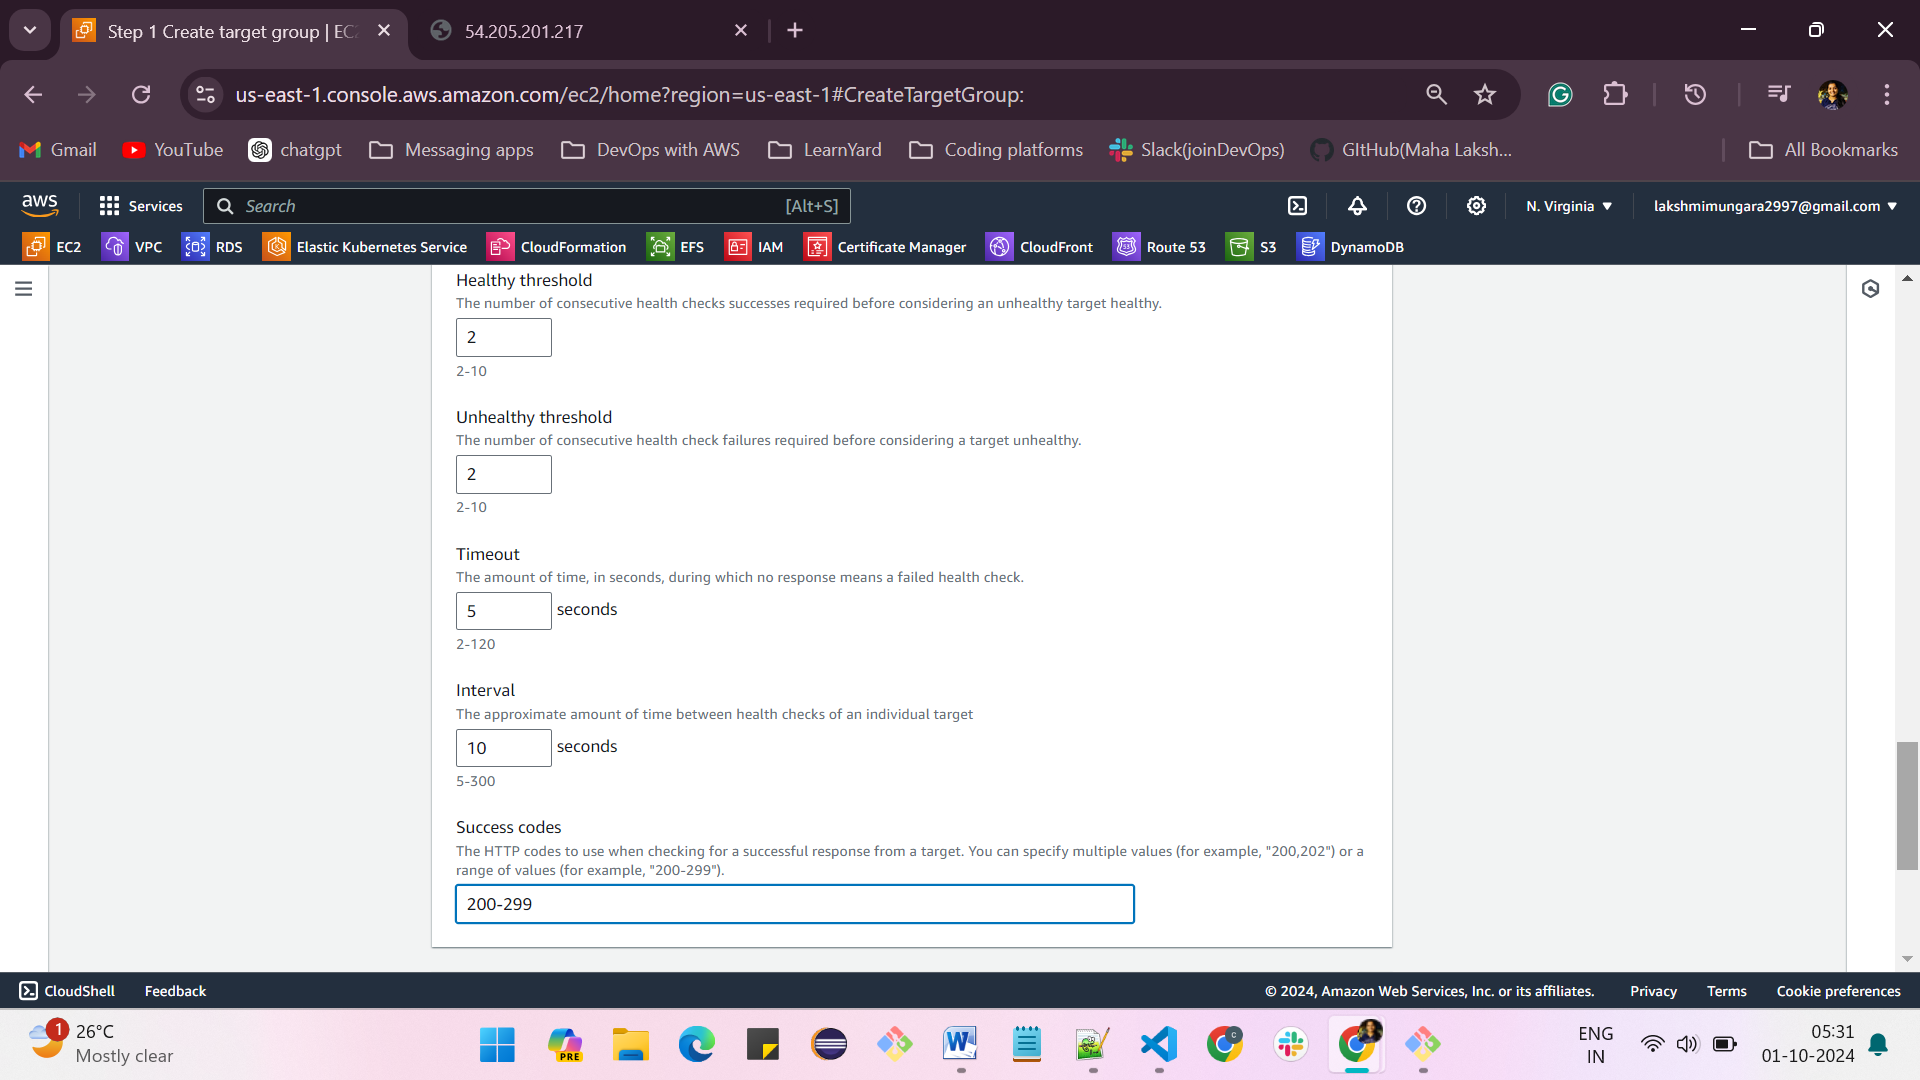 Step 1 Create target group | EC
54.205.201.217
us-east-1.console.aws.amazon.com/ec2/home?region=us-east-1#CreateTargetGroup:
Gmail
YouTube
chatgpt
Messaging apps
DevOps with AWS
LearnYard
Coding platforms
Slack(joinDevOps)
GItHub(Maha Laksh...
All Bookmarks
aws
Services
Search
[Alt+S]
N. Virginia
lakshmimungara2997@gmail.com
EC2
VPC
RDS
Elastic Kubernetes Service
CloudFormation
EFS
IAM
Certificate Manager
CloudFront
Route 53
S3
DynamoDB
Healthy threshold
The number of consecutive health checks successes required before considering an unhealthy target healthy.
2
2-10
Unhealthy threshold
The number of consecutive health check failures required before considering a target unhealthy.
2
2-10
Timeout
The amount of time, in seconds, during which no response means a failed health check.
5 seconds
2-120
Interval
The approximate amount of time between health checks of an individual target
10 seconds
5-300
Success codes
The HTTP codes to use when checking for a successful response from a target. You can specify multiple values (for example, "200,202") or a
range of values (for example, "200-299").
200-299
CloudShell
Feedback
© 2024, Amazon Web Services, Inc. or its affiliates.
Privacy
Terms
Cookie preferences
1
26°C
Mostly clear
PRE
ENG
IN
05:31
01-10-2024